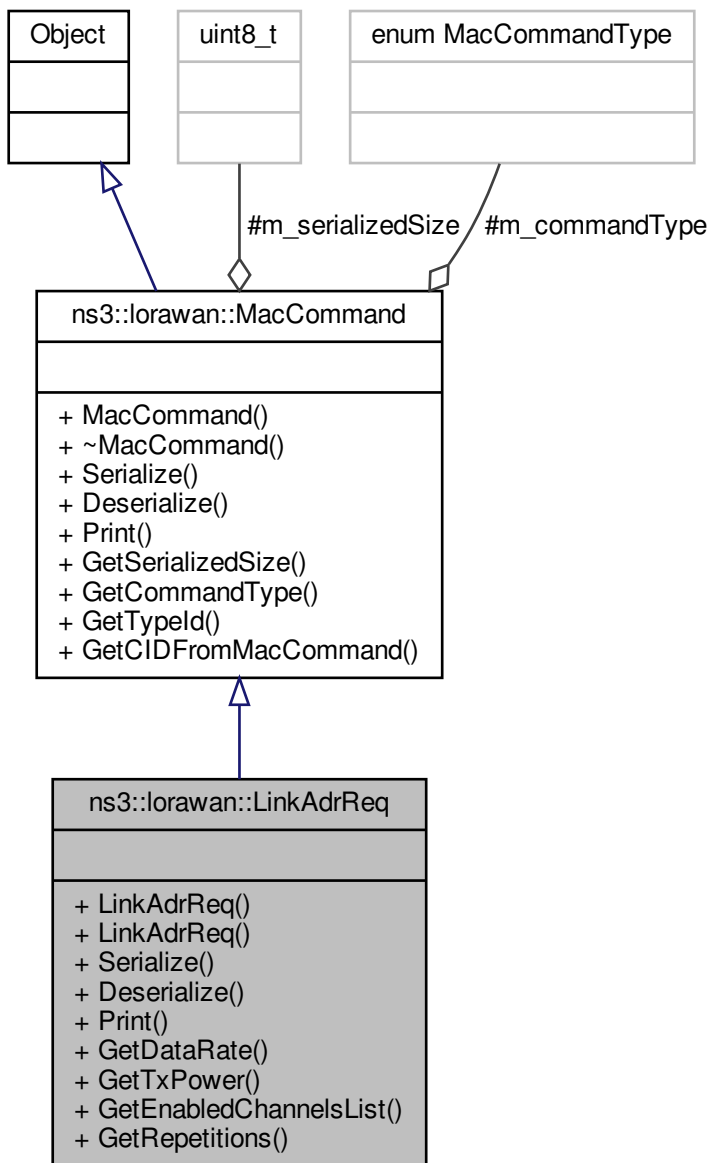 Object
uint8_t
enum MacCommandType
#m_serializedSize
#m_commandType
ns3::lorawan::MacCommand
+ MacCommand()
+ ~MacCommand()
+ Serialize()
+ Deserialize()
+ Print()
+ GetSerializedSize()
+ GetCommandType()
+ GetTypeId()
+ GetCIDFromMacCommand()
ns3::lorawan::LinkAdrReq
+ LinkAdrReq()
+ LinkAdrReq()
+ Serialize()
+ Deserialize()
+ Print()
+ GetDataRate()
+ GetTxPower()
+ GetEnabledChannelsList()
+ GetRepetitions()